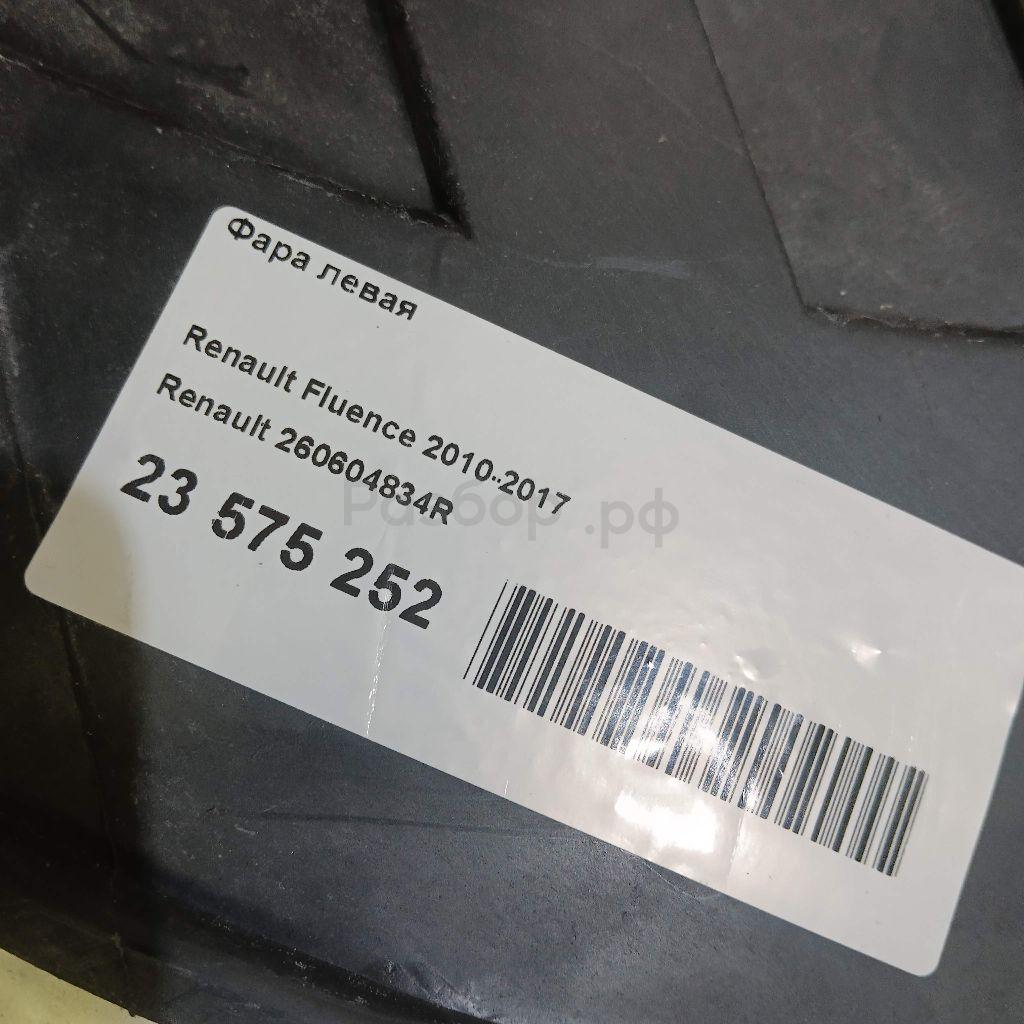 Фара левая
Renault Fluence 2010-2017
Renault 260604834R
Разбор.рф
23 575 252